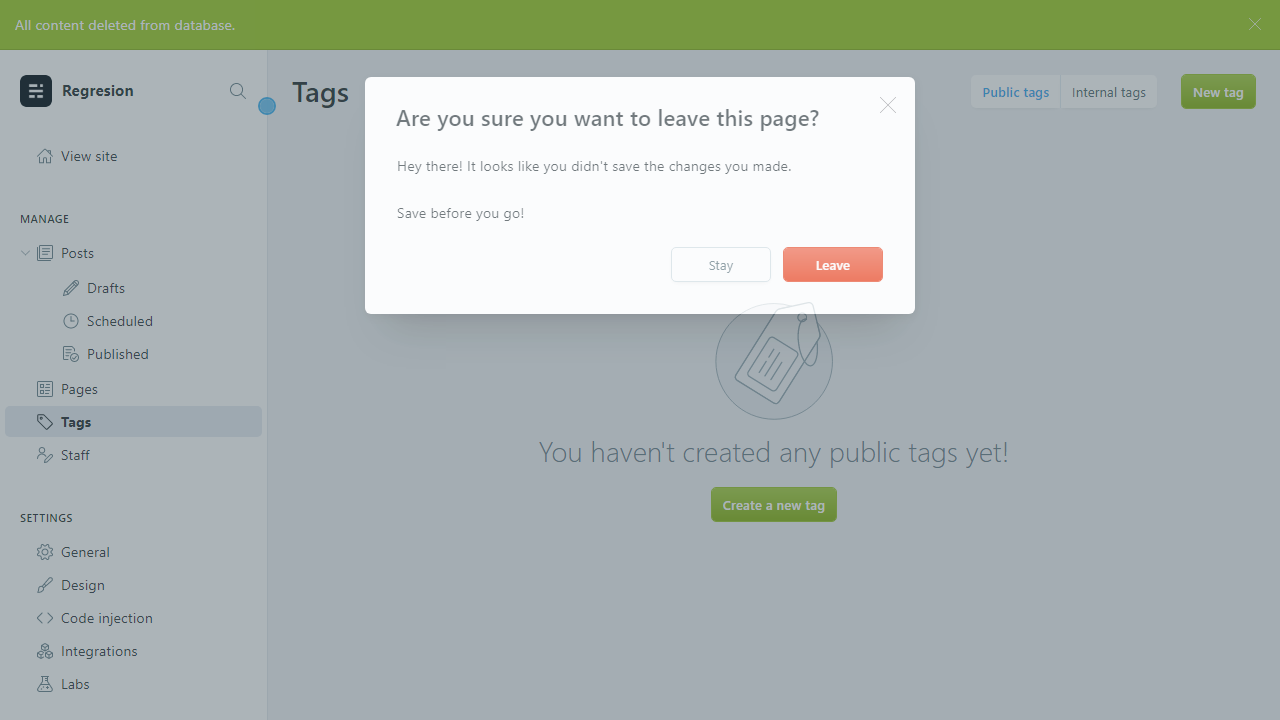 All content deleted from database.
Regresion
Tags
Public tags
Internal tags
New tag
Are you sure you want to leave this page?
Hey there! It looks like you didn't save the changes you made.
Save before you go!
Stay
Leave
View site
MANAGE
Posts
Drafts
Scheduled
Published
Pages
Tags
Staff
SETTINGS
General
Design
Code injection
Integrations
Labs
You haven't created any public tags yet!
Create a new tag